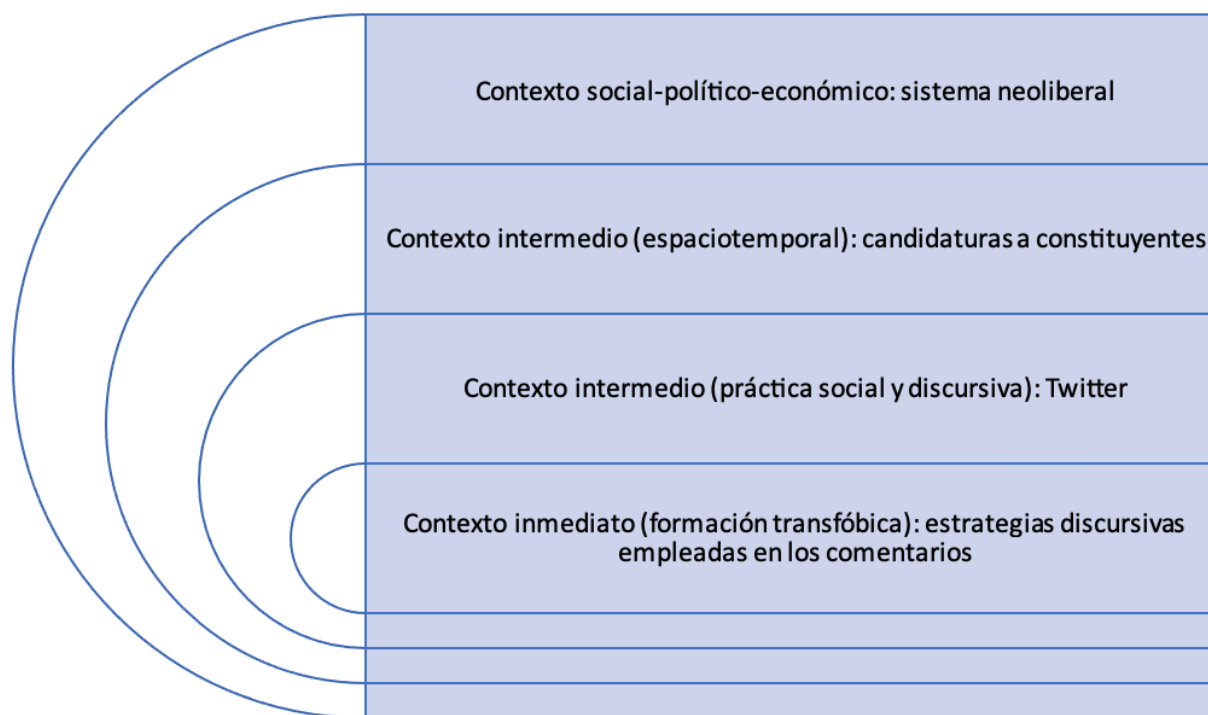 Contexto social-político-económico: sistema neoliberal
Contexto intermedio (espaciotemporal): candidaturas a constituyentes
Contexto intermedio (práctica social y discursiva): Twitter
Contexto inmediato (formación transfóbica): estrategias discursivas
empleadas en los comentarios